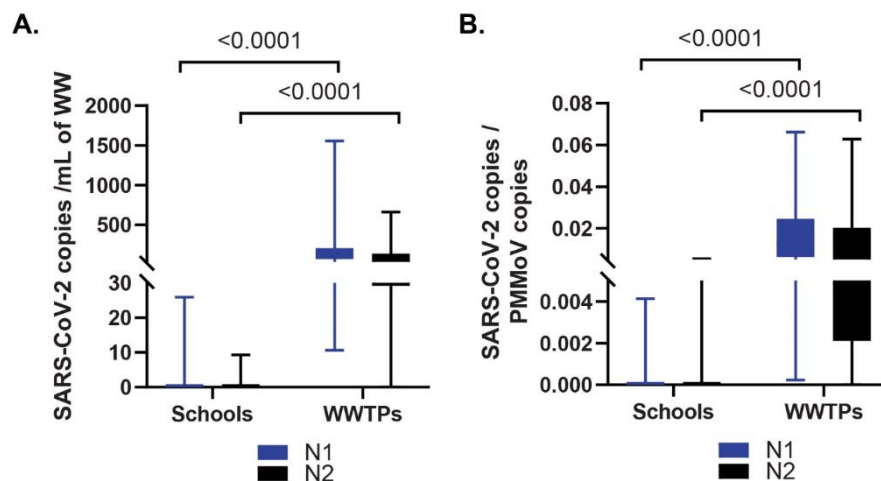 A.
<0.0001
<0.0001
SARS-CoV-2 copies /mL of WW
2000
1500
1000
500
30
20
10
0
Schools
WWTPs
N1
N2
B.
<0.0001
<0.0001
SARS-CoV-2 copies /
PMMoV copies
0.08
0.06
0.04
0.02
0.004
0.002
0.000
Schools
WWTPs
N1
N2